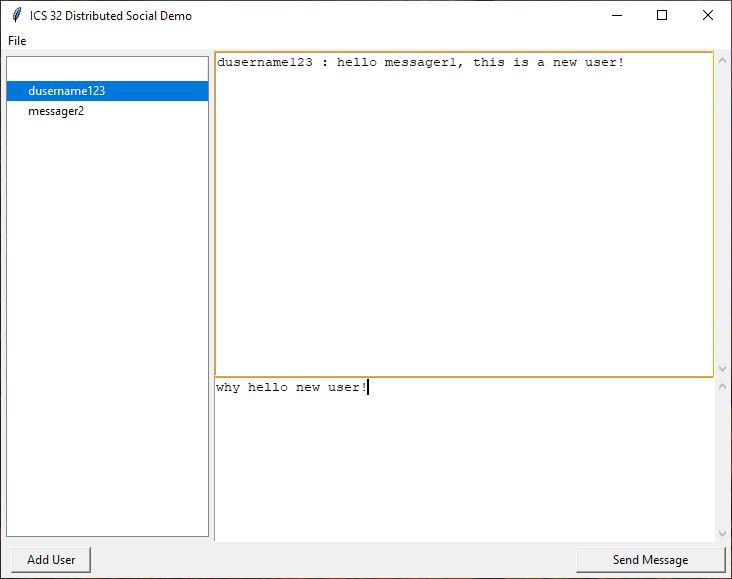 ICS 32 Distributed Social Demo
File
dusername123
messager2
dusername123 : hello messager1, this is a new user!
why hello new user!
Add User
Send Message